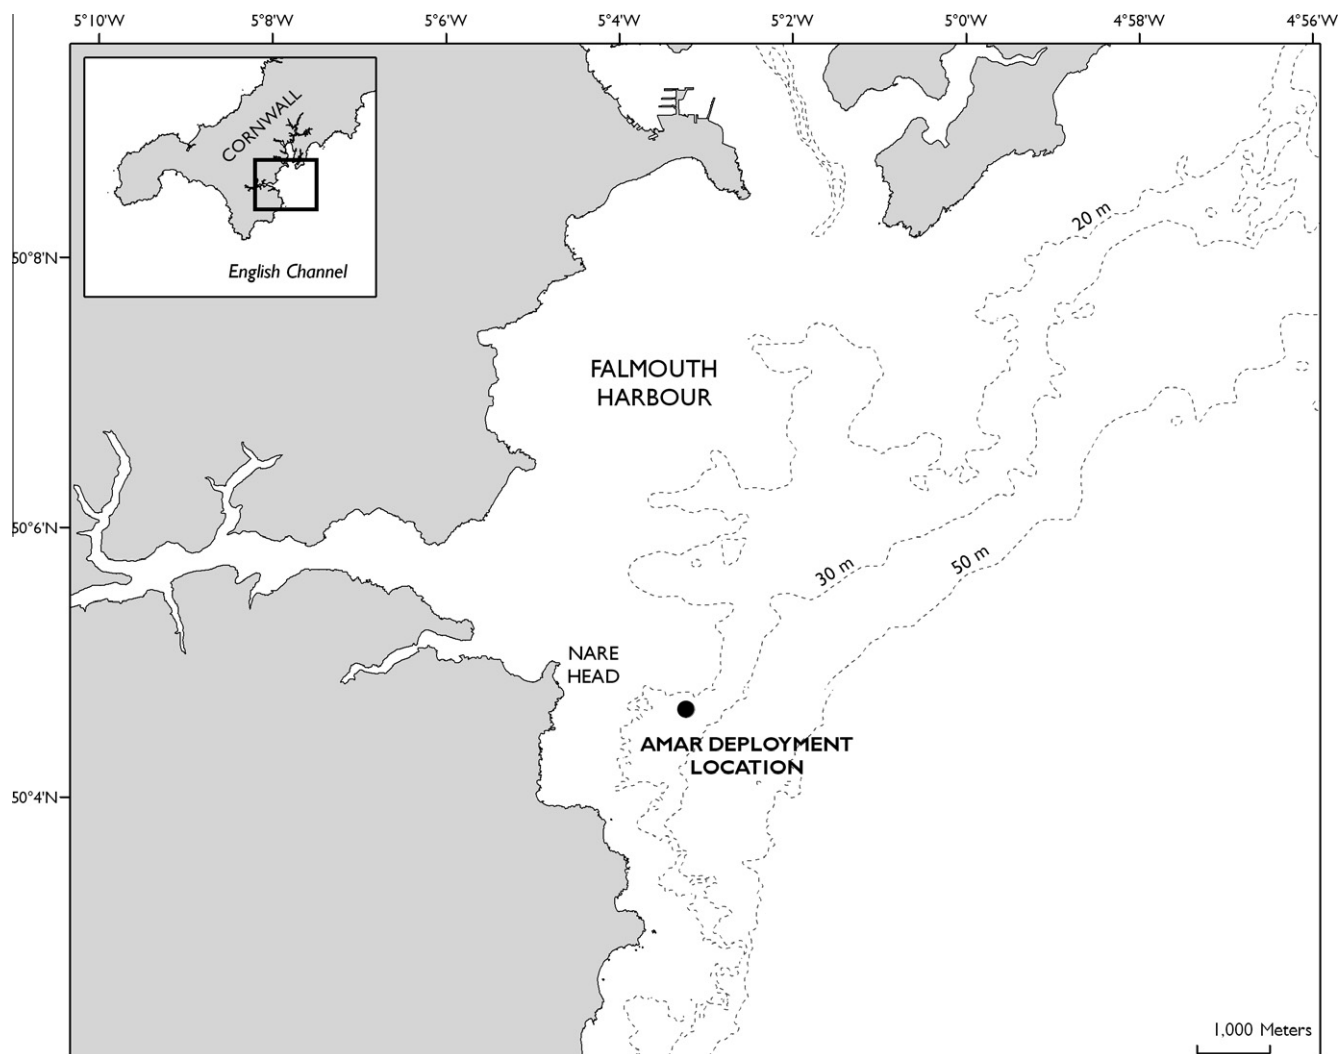 5°10'W
5°8'W
5°6'W
5°4'W
5°2'W
5°0'W
4°58'W
4°56'W
CORNWALL
English Channel
50°8'N
20 m
FALMOUTH
HARBOUR
50°6'N
30 m
50 m
NARE
HEAD
AMAR DEPLOYMENT
LOCATION
50°4'N
1,000 Meters